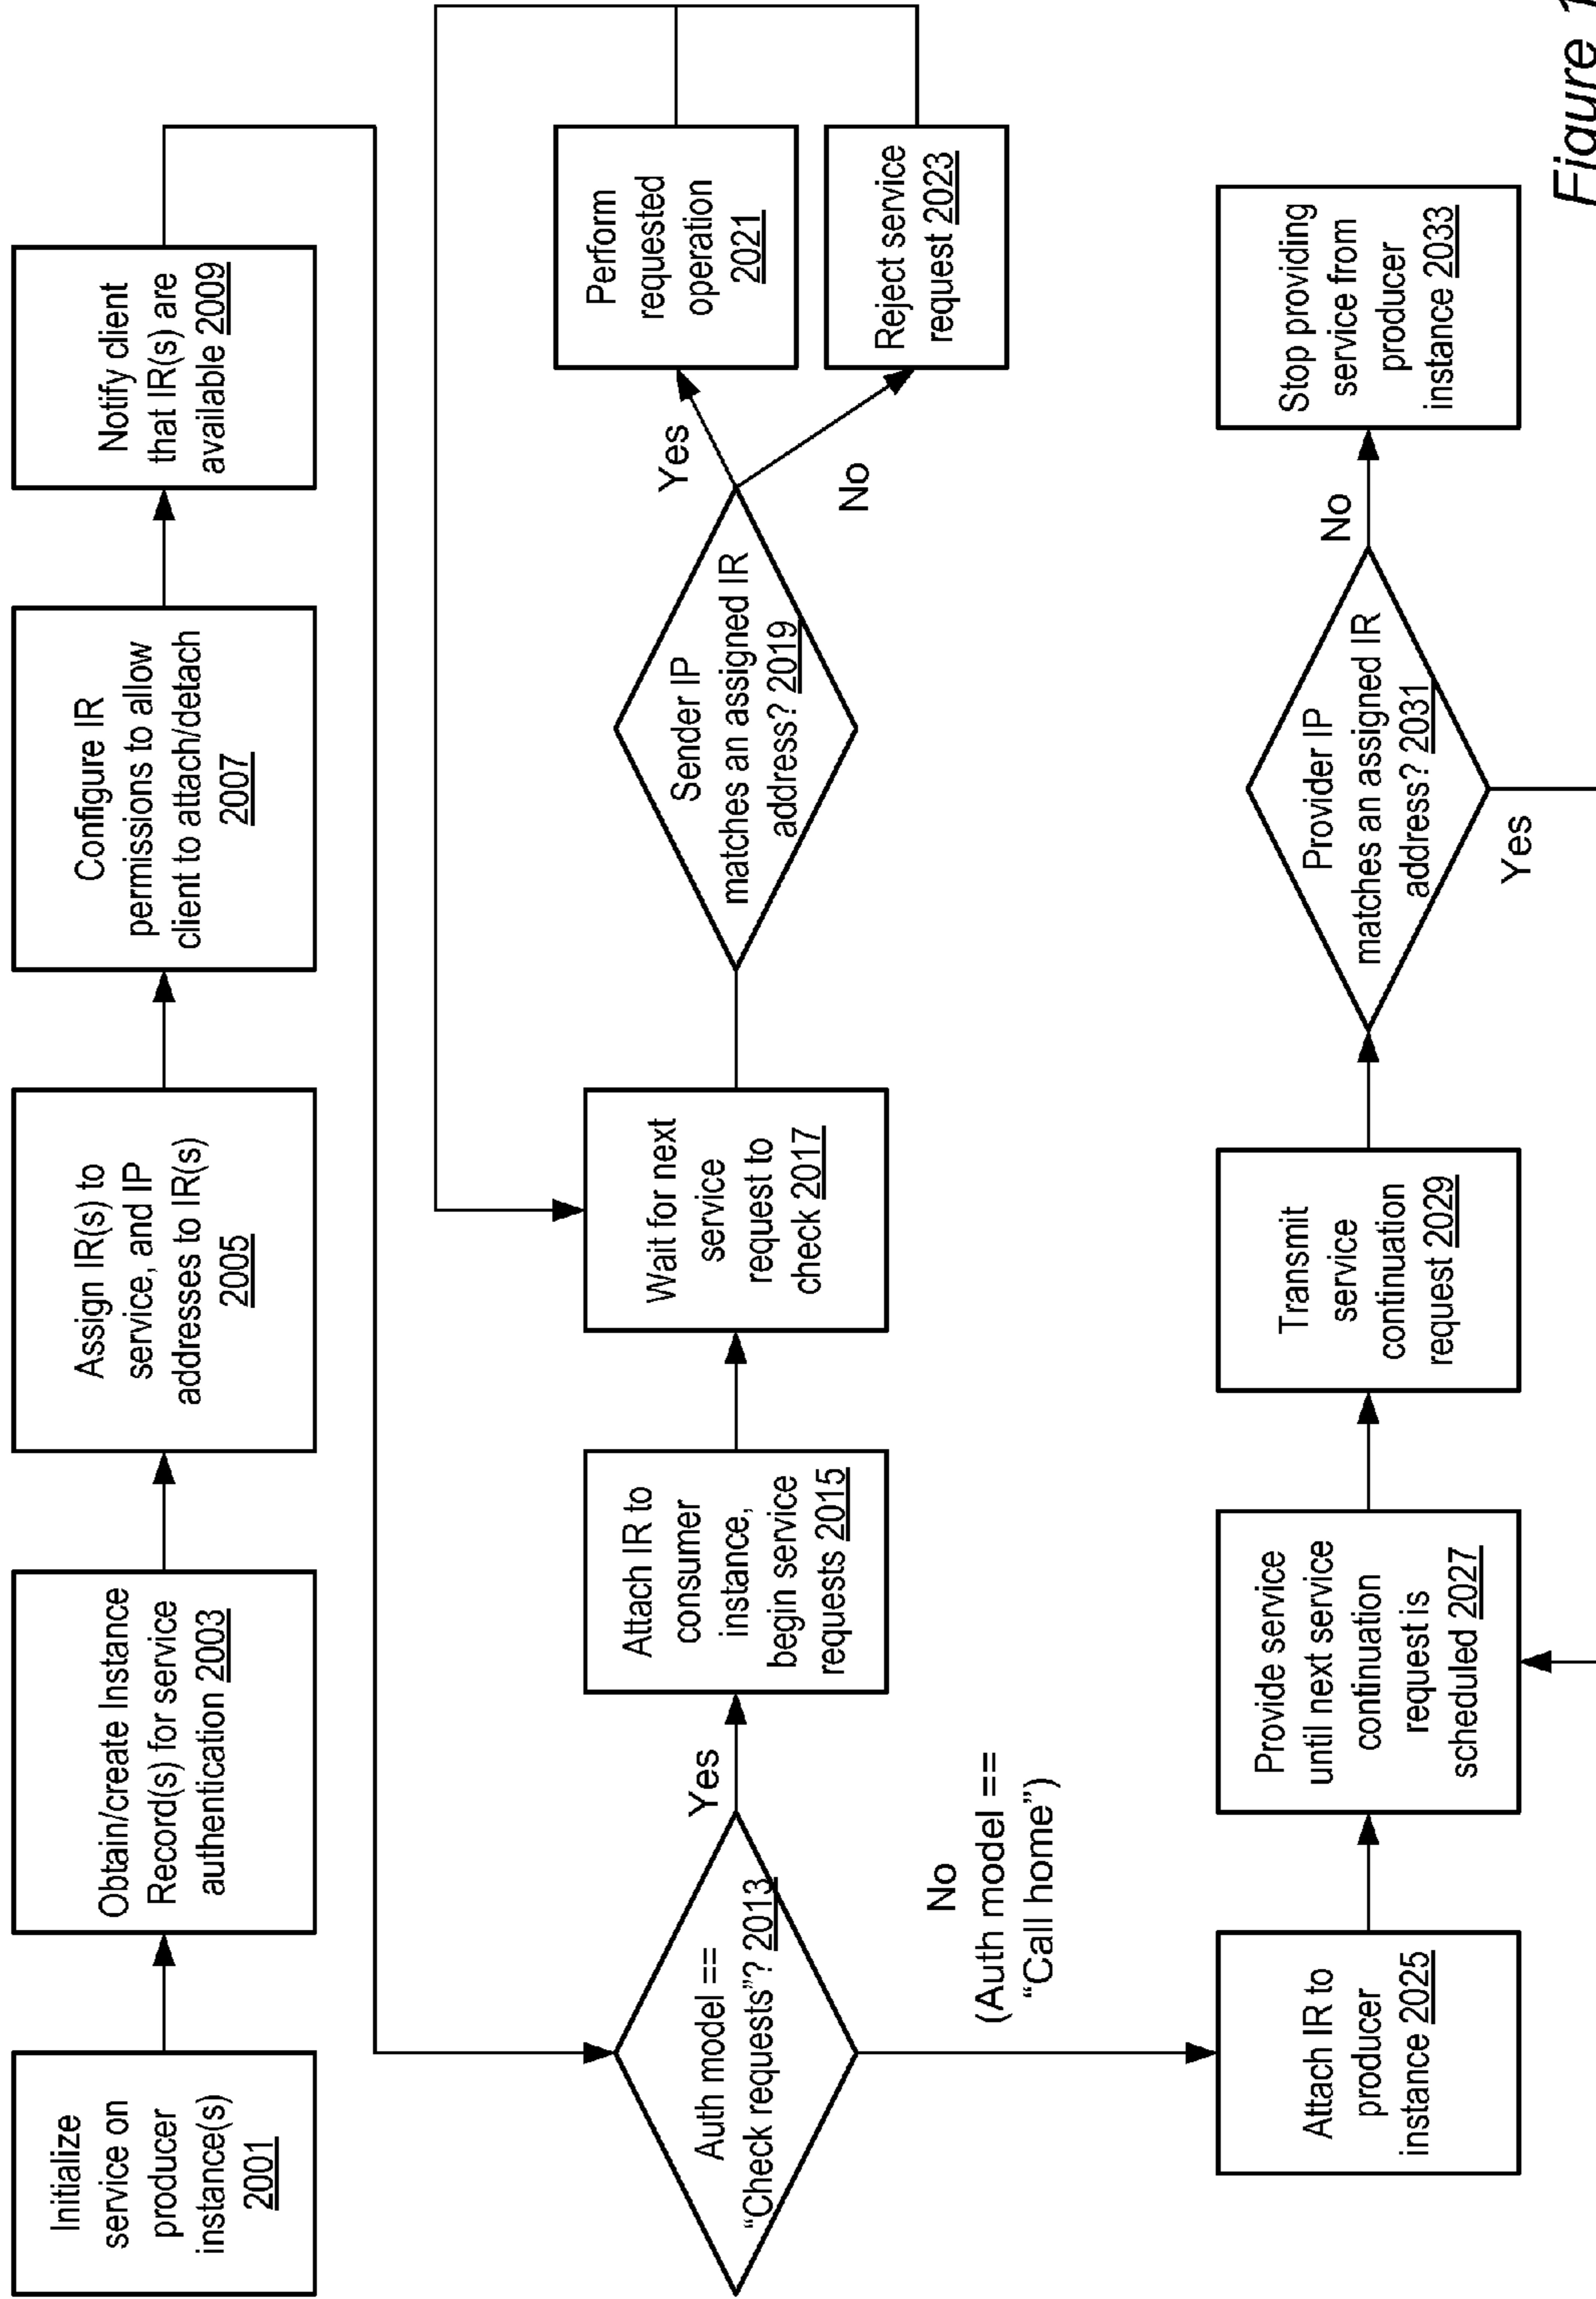 Initialize
service on
producer
instance(s)
2001
Obtain/create Instance
Record(s) for service
authentication 2003
Assign IR(s) to
service, and IP
addresses to IR(s)
2005
Configure IR
permissions to allow
client to attach/detach
2007
Notify client
that IR(s) are
available 2009
Auth model ==
“Check requests”? 2013
Yes
Attach IR to
consumer
instance,
begin service
requests 2015
Wait for next
service
request to
check 2017
Sender IP
matches an assigned IR
address? 2019
Yes
Perform
requested
operation
2021
No
Reject service
request 2023
No
(Auth model ==
“Call home”)
Attach IR to
producer
instance 2025
Provide service
until next service
continuation
request is
scheduled 2027
Transmit
service
continuation
request 2029
Provider IP
matches an assigned IR
address? 2031
No
Stop providing
service from
producer
instance 2033
Yes
Figure